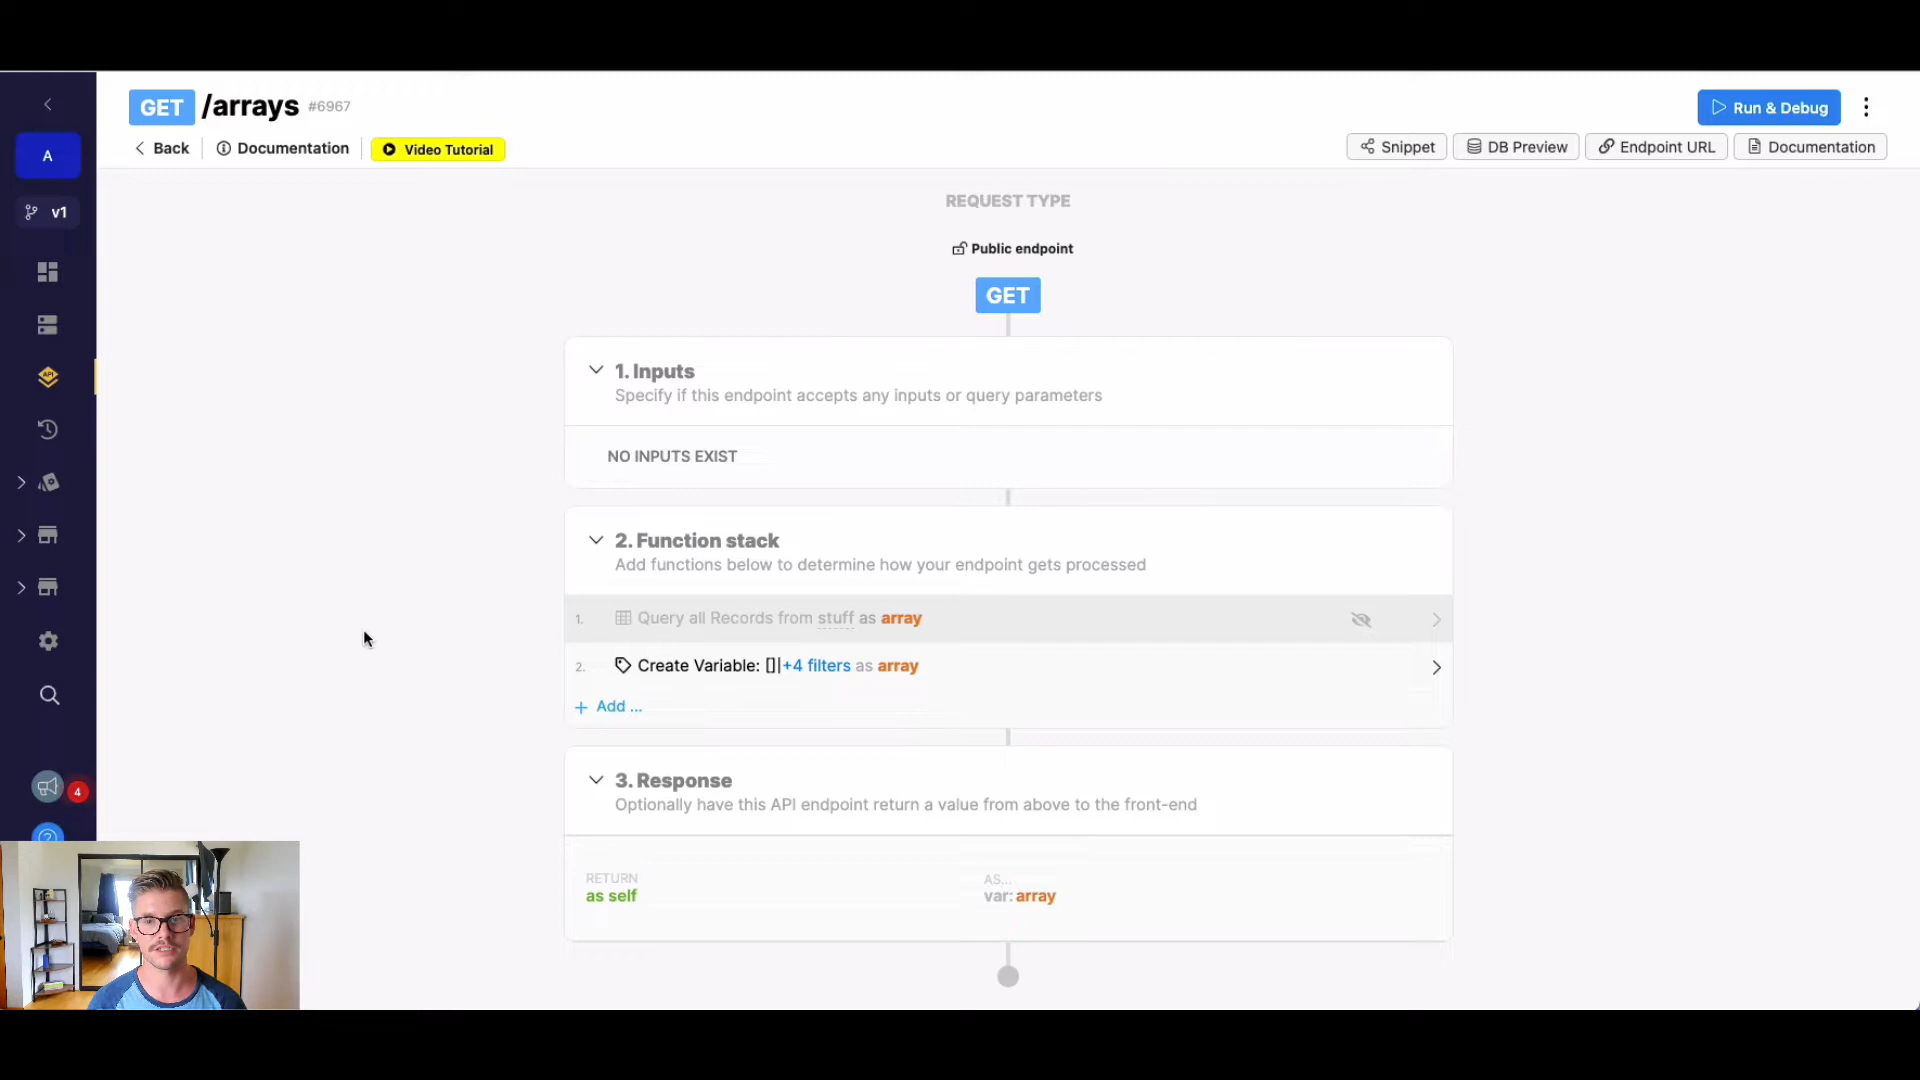 GET /arrays #6967
Run & Debug
Back
Documentation
Video Tutorial
Snippet
DB Preview
Endpoint URL
Documentation
A
v1
API
4
REQUEST TYPE
Public endpoint
GET
1. Inputs
Specify if this endpoint accepts any inputs or query parameters
NO INPUTS EXIST
2. Function stack
Add functions below to determine how your endpoint gets processed
1. Query all Records from stuff as array
2. Create Variable: []|+4 filters as array
+ Add ...
3. Response
Optionally have this API endpoint return a value from above to the front-end
RETURN
as self
AS...
var: array